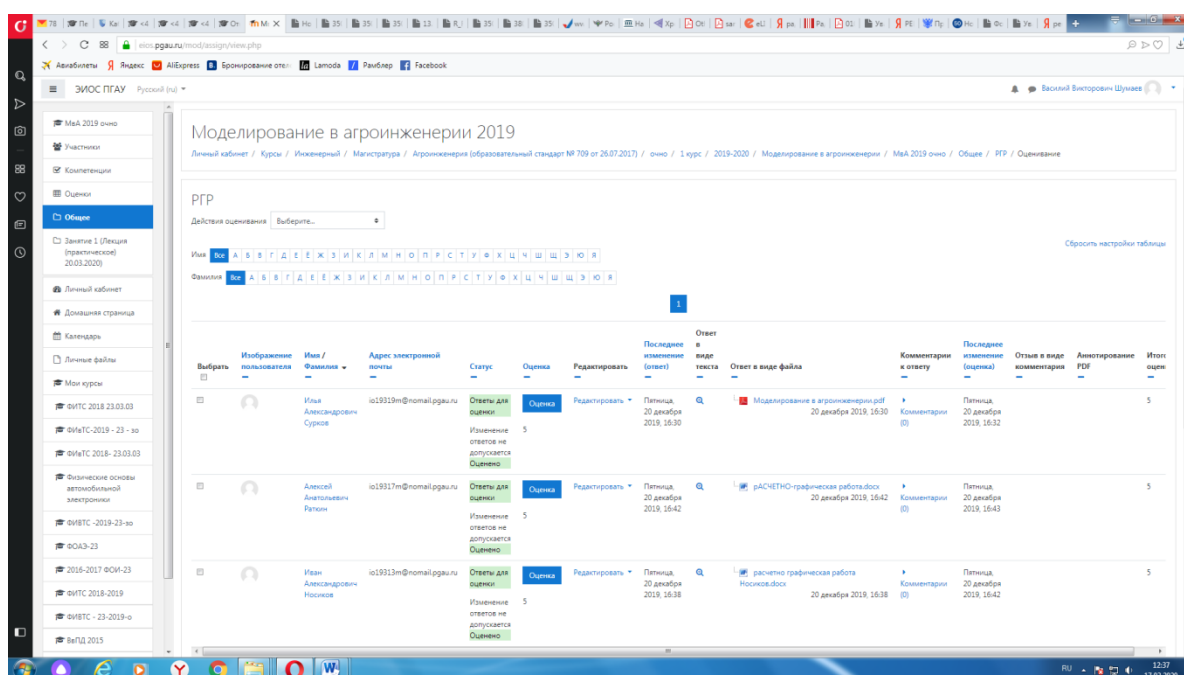 eios.pgau.ru/mod/assign/view.php
Авиабилеты Яндекс AliExpress Бронирование отел Lamoda Рамблер Facebook
ЭИОС ПГАУ Русский (ru)
Василий Викторович Шумаев
МвА 2019 очно
Участники
Компетенции
Оценки
Общее
Занятие 1 (Лекция
(практическое)
20.03.2020)
Личный кабинет
Домашняя страница
Календарь
Личные файлы
Мои курсы
ФИТС 2018 23.03.03
ФИвТС-2019 - 23 - зо
ФИвТС 2018- 23.03.03
Физические основы
автомобильной
электроники
ФИВТС -2019-23-зо
ФОАЭ-23
2016-2017 ФОИ-23
ФИТС 2018-2019
ФИВТС - 23-2019-о
ВвПД 2015
Моделирование в агроинженерии 2019
Личный кабинет / Курсы / Инженерный / Магистратура / Агроинженерия (образовательный стандарт № 709 от 26.07.2017) / очно / 1 курс / 2019-2020 / Моделирование в агроинженерии / МвА 2019 очно / Общее / РГР / Оценивание
РГР
Действия оценивания Выберите...
Сбросить настройки таблицы
Имя Все А Б В Г Д Е Ё Ж З И К Л М Н О П Р С Т У Ф Х Ц Ч Ш Щ Э Ю Я
Фамилия Все А Б В Г Д Е Ё Ж З И К Л М Н О П Р С Т У Ф Х Ц Ч Ш Щ Э Ю Я
1
Выбрать
Изображение
пользователя
Имя /
Фамилия
Адрес электронной
почты
Статус
Оценка
Редактировать
Последнее
изменение
(ответ)
Ответ
в
виде
текста
Ответ в виде файла
Комментарии
к ответу
Последнее
изменение
(оценка)
Отзыв в виде
комментария
Аннотирование
PDF
Итого
оцен
Илья
Александрович
Сурков
io19319m@nomail.pgau.ru
Ответы для
оценки
Изменение
ответов не
допускается
Оценено
Оценка
5
Редактировать
Пятница,
20 декабря
2019, 16:30
Моделирование в агроинженерии.pdf
20 декабря 2019, 16:30
Комментарии
(0)
Пятница,
20 декабря
2019, 16:32
5
Алексей
Анатольевич
Раткин
io19317m@nomail.pgau.ru
Ответы для
оценки
Изменение
ответов не
допускается
Оценено
Оценка
5
Редактировать
Пятница,
20 декабря
2019, 16:42
рАСЧЕТНО-графическая работа.docx
20 декабря 2019, 16:42
Комментарии
(0)
Пятница,
20 декабря
2019, 16:43
5
Иван
Александрович
Носиков
io19313m@nomail.pgau.ru
Ответы для
оценки
Изменение
ответов не
допускается
Оценено
Оценка
5
Редактировать
Пятница,
20 декабря
2019, 16:38
расчетно графическая работа
Носиков.docx
20 декабря 2019, 16:38
Комментарии
(0)
Пятница,
20 декабря
2019, 16:42
5
RU
12:37